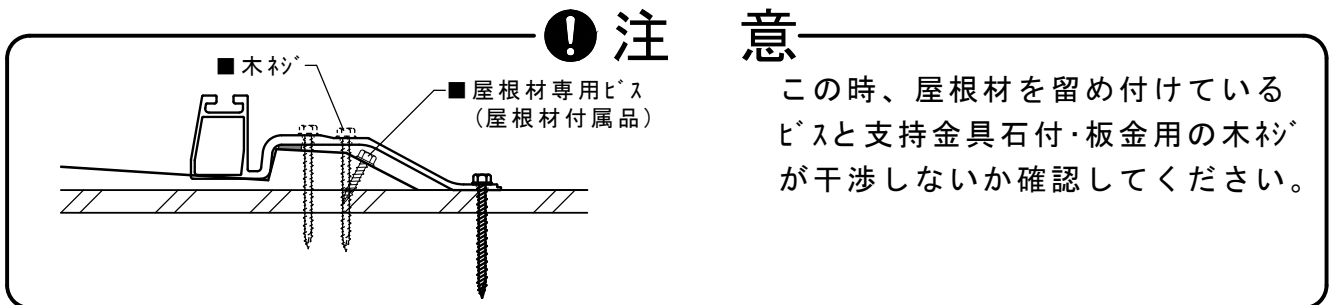 注 意
■木ﾈｼﾞ
■屋根材専用ﾋﾞｽ
(屋根材付属品)
この時、屋根材を留め付けている
ﾋﾞｽと支持金具石付･板金用の木ﾈｼﾞ
が干渉しないか確認してください。